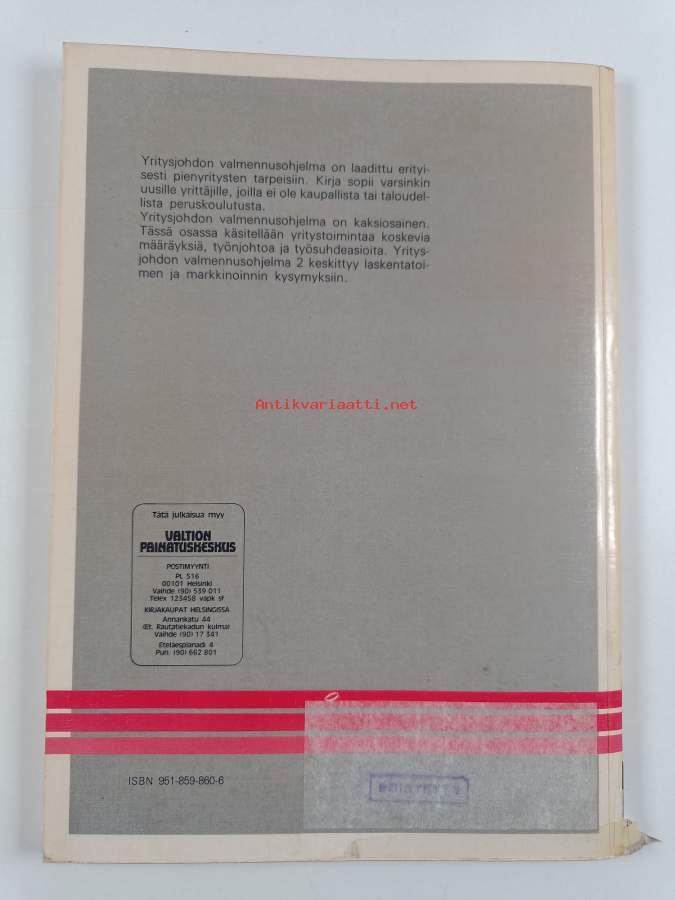 Yritysjohdon valmennusohjelma on laadittu erityi-
sesti pienyritysten tarpeisiin. Kirja sopii varsinkin
uusille yrittäjille, joilla ei ole kaupallista tai taloudel-
lista peruskoulutusta.
Yritysjohdon valmennusohjelma on kaksiosainen.
Tässä osassa käsitellään yritystoimintaa koskevia
määräyksiä, työnjohtoa ja työsuhdeasioita. Yritys-
johdon valmennusohjelma 2 keskittyy laskentatoi-
men ja markkinoinnin kysymyksiin.
Antikvariaatti.net
Tätä julkaisua myy
VALTION
PAINATUSKESKUS
POSTIMYYNTI
PL 516
00101 Helsinki
Vaihde (90) 539 011
Telex 123458 vapk sf
KIRJAKAUPAT HELSINGISSÄ
Annankatu 44
(Et. Rautatiekadun kulma)
Vaihde (90) 17 341
Eteläesplanadi 4
Puh. (90) 662 801
ISBN 951-859-860-6